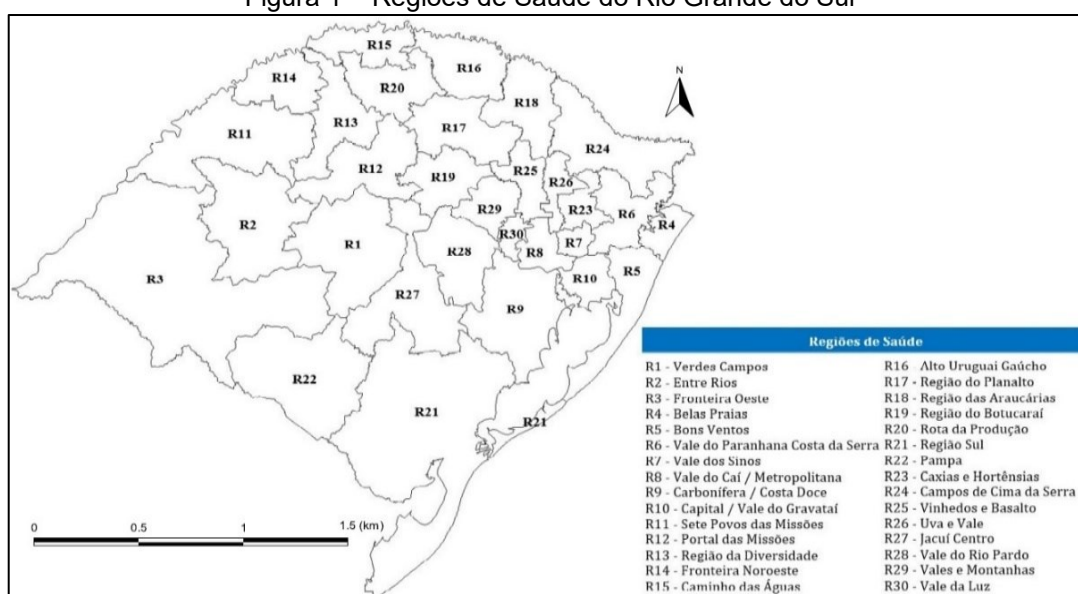 Figura 1 – Regiões de Saúde do Rio Grande do Sul
R15
R16
R14
R20
R18
N
R11
R13
R17
R24
R12
R25
R19
R26
R29
R23
R6
R2
R30
R4
R1
R28
R8
R7
R3
R10
R5
R27
R9
R22
R21
R21
0 0.5 1 1.5 (km)
Regiões de Saúde
R1 - Verdes Campos
R2 - Entre Rios
R3 - Fronteira Oeste
R4 - Belas Praias
R5 - Bons Ventos
R6 - Vale do Paranhana Costa da Serra
R7 - Vale dos Sinos
R8 - Vale do Caí / Metropolitana
R9 - Carbonífera / Costa Doce
R10 - Capital / Vale do Gravataí
R11 - Sete Povos das Missões
R12 - Portal das Missões
R13 - Região da Diversidade
R14 - Fronteira Noroeste
R15 - Caminho das Águas
R16 Alto Uruguai Gaúcho
R17 - Região do Planalto
R18 - Região das Araucárias
R19 - Região do Botucaraí
R20 - Rota da Produção
R21 - Região Sul
R22 - Pampa
R23 - Caxias e Hortênsias
R24 - Campos de Cima da Serra
R25 - Vinhedos e Basalto
R26 - Uva e Vale
R27 - Jacuí Centro
R28 - Vale do Rio Pardo
R29 - Vales e Montanhas
R30 - Vale da Luz